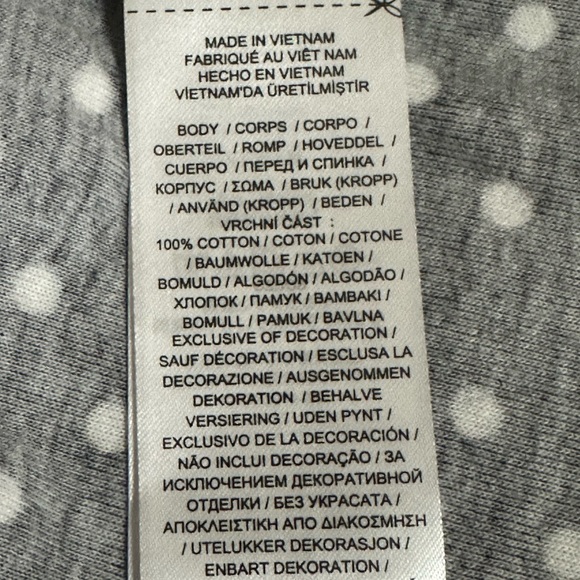 MADE IN VIETNAM
FABRIQUÉ AU VIÊT NAM
HECHO EN VIETNAM
VİETNAM'DA ÜRETİLMİŞTİR
BODY / CORPS / CORPO /
OBERTEIL / ROMP / HOVEDDEL /
CUERPO / ПЕРЕД И СПИНКА /
КОРПУС / ΣΩΜΑ / BRUK (KROPP)
/ ANVÄND (KROPP) / BEDEN /
VRCHNÍ ČÁST :
100% COTTON / COTON / COTONE
/ BAUMWOLLE / KATOEN /
BOMULD / ALGODÓN / ALGODÃO /
ХЛОПОК / ПАМУК / ΒΑΜΒΑΚΙ /
BOMULL / PAMUK / BAVLNA
EXCLUSIVE OF DECORATION /
SAUF DÉCORATION / ESCLUSA LA
DECORAZIONE / AUSGENOMMEN
DEKORATION / BEHALVE
VERSIERING / UDEN PYNT /
EXCLUSIVO DE LA DECORACIÓN /
NÃO INCLUI DECORAÇÃO / ЗА
ИСКЛЮЧЕНИЕМ ДЕКОРАТИВНОЙ
ОТДЕЛКИ / БЕЗ УКРАСАТА /
ΑΠΟΚΛΕΙΣΤΙΚΗ ΑΠΟ ΔΙΑΚΟΣΜΗΣΗ
/ UTELUKKER DEKORASJON /
ENBART DEKORATION /